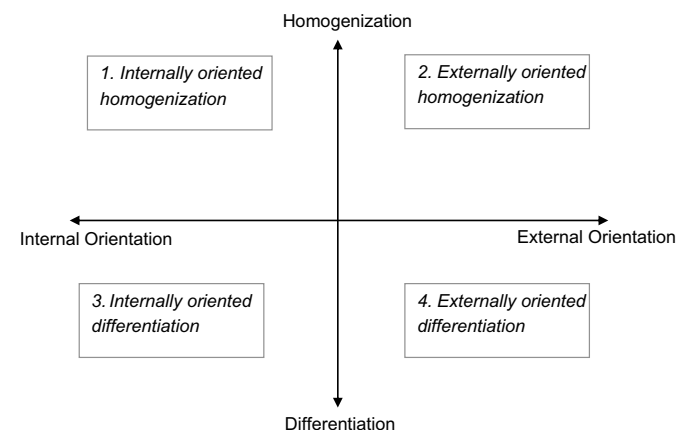 Homogenization
1. Internally oriented
homogenization
2. Externally oriented
homogenization
Internal Orientation
External Orientation
3. Internally oriented
differentiation
4. Externally oriented
differentiation
Differentiation